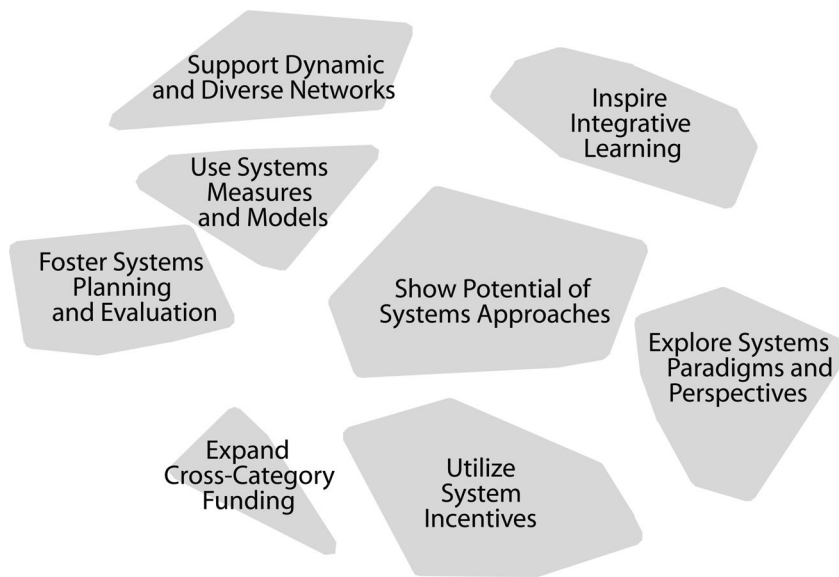 Support Dynamic
and Diverse Networks
Inspire
Integrative
Learning
Use Systems
Measures
and Models
Foster Systems
Planning
and Evaluation
Show Potential of
Systems Approaches
Explore Systems
Paradigms and
Perspectives
Expand
Cross-Category
Funding
Utilize
System
Incentives